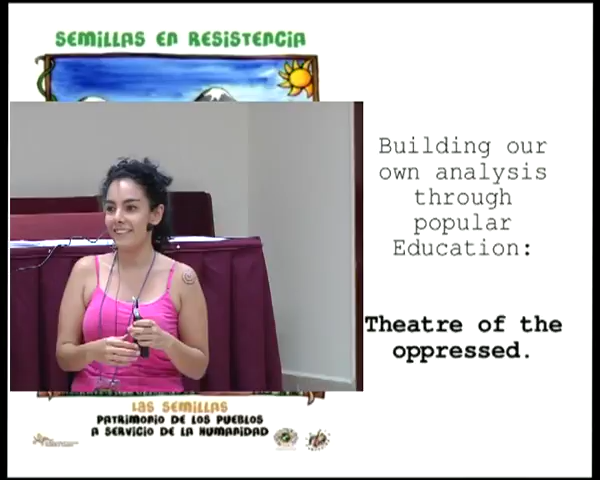 SEMILLAS EN RESISTENCIA
Building our
own analysis
through
popular
Education:
Theatre of the
oppressed.
LAS SEMILLAS
PATRIMONIO DE LOS PUEBLOS
A SERVICIO DE LA HUMANIDAD